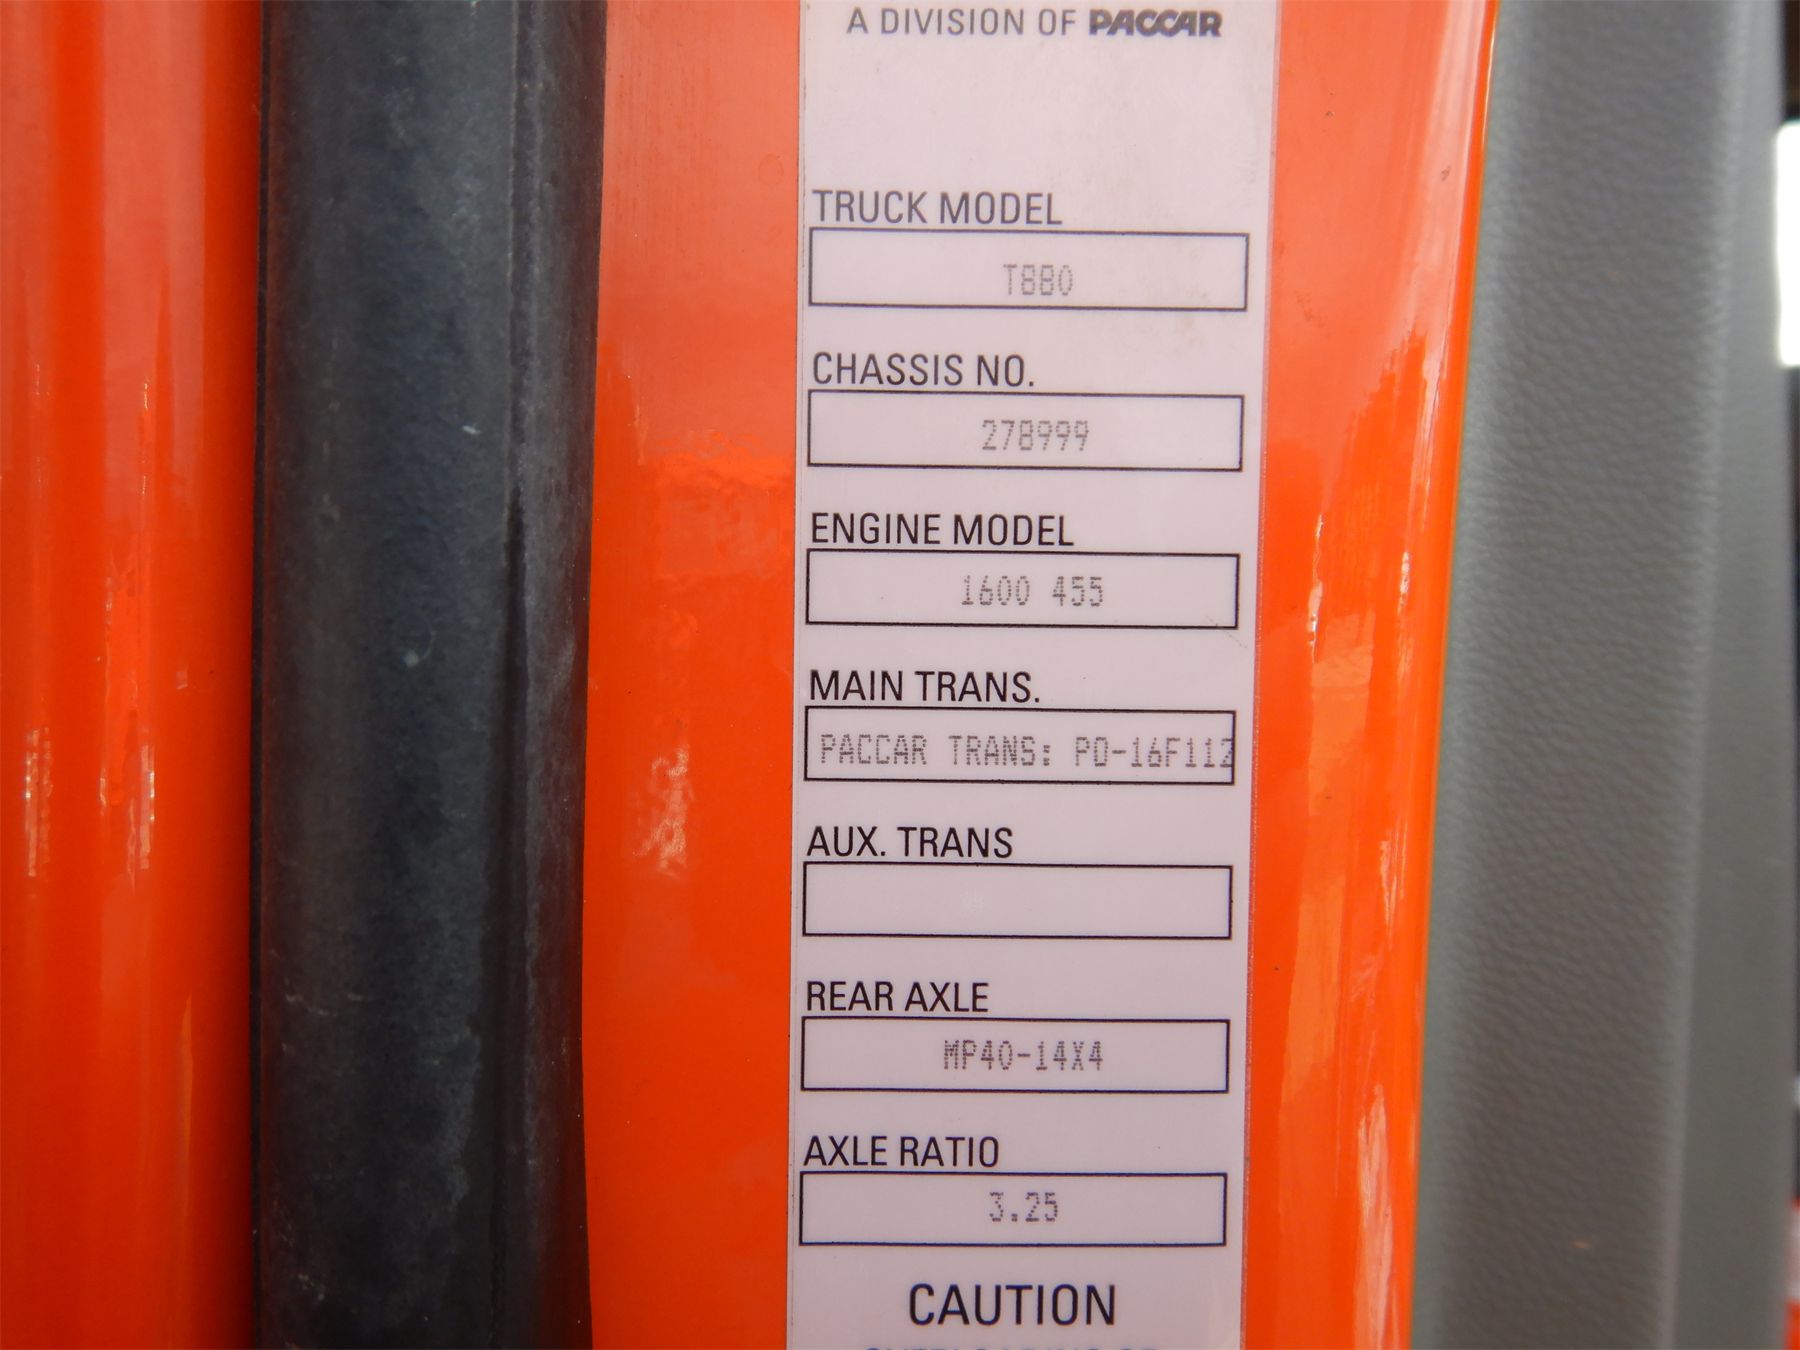 A DIVISION OF PACCAR
TRUCK MODEL
T880
CHASSIS NO.
278999
ENGINE MODEL
1600 455
MAIN TRANS.
PACCAR TRANS: PO-16F112
AUX. TRANS
REAR AXLE
MP40-14X4
AXLE RATIO
3.25
CAUTION